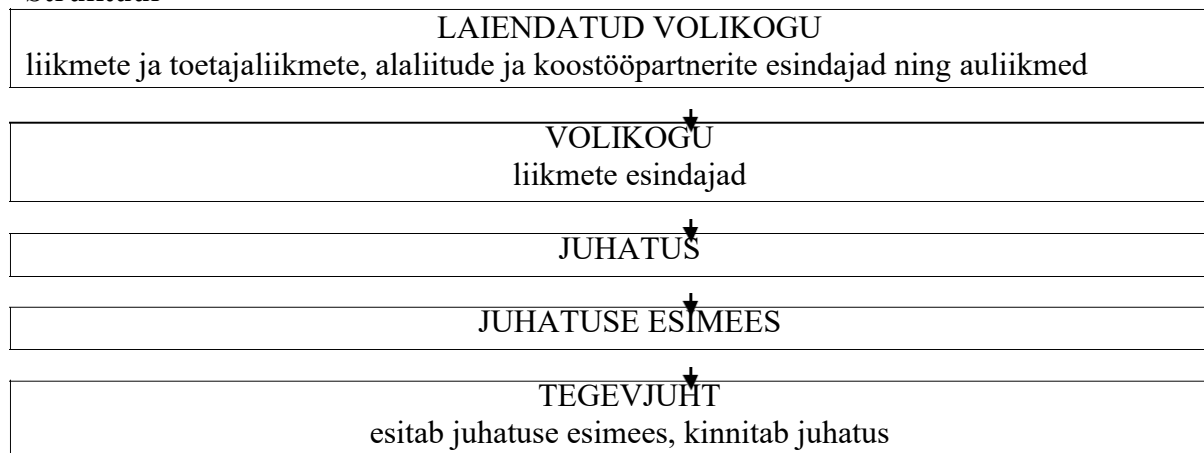 LAIENDATUD VOLIKOGU
liikmete ja toetajaliikmete, alaliitude ja koostööpartnerite esindajad ning auliikmed
VOLIKOGU
liikmete esindajad
JUHATUS
JUHATUSE ESIMEES
TEGEVJUHT
esitab juhatuse esimees, kinnitab juhatus